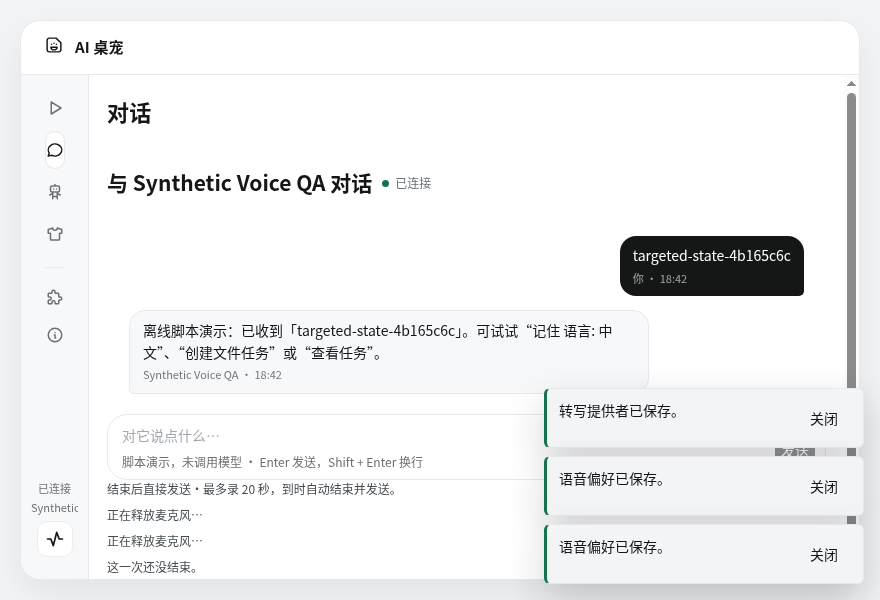 AI 桌宠
对话
与 Synthetic Voice QA 对话
已连接
targeted-state-4b165c6c
你 · 18:42
离线脚本演示：已收到「targeted-state-4b165c6c」。可试试“记住 语言: 中
文”、“创建文件任务”或“查看任务”。
Synthetic Voice QA · 18:42
对它说点什么…
脚本演示，未调用模型 · Enter 发送，Shift + Enter 换行
发送
结束后直接发送·最多录 20 秒，到时自动结束并发送。
正在释放麦克风…
正在释放麦克风…
这一次还没结束。
已连接
Synthetic
转写提供者已保存。
关闭
语音偏好已保存。
关闭
语音偏好已保存。
关闭